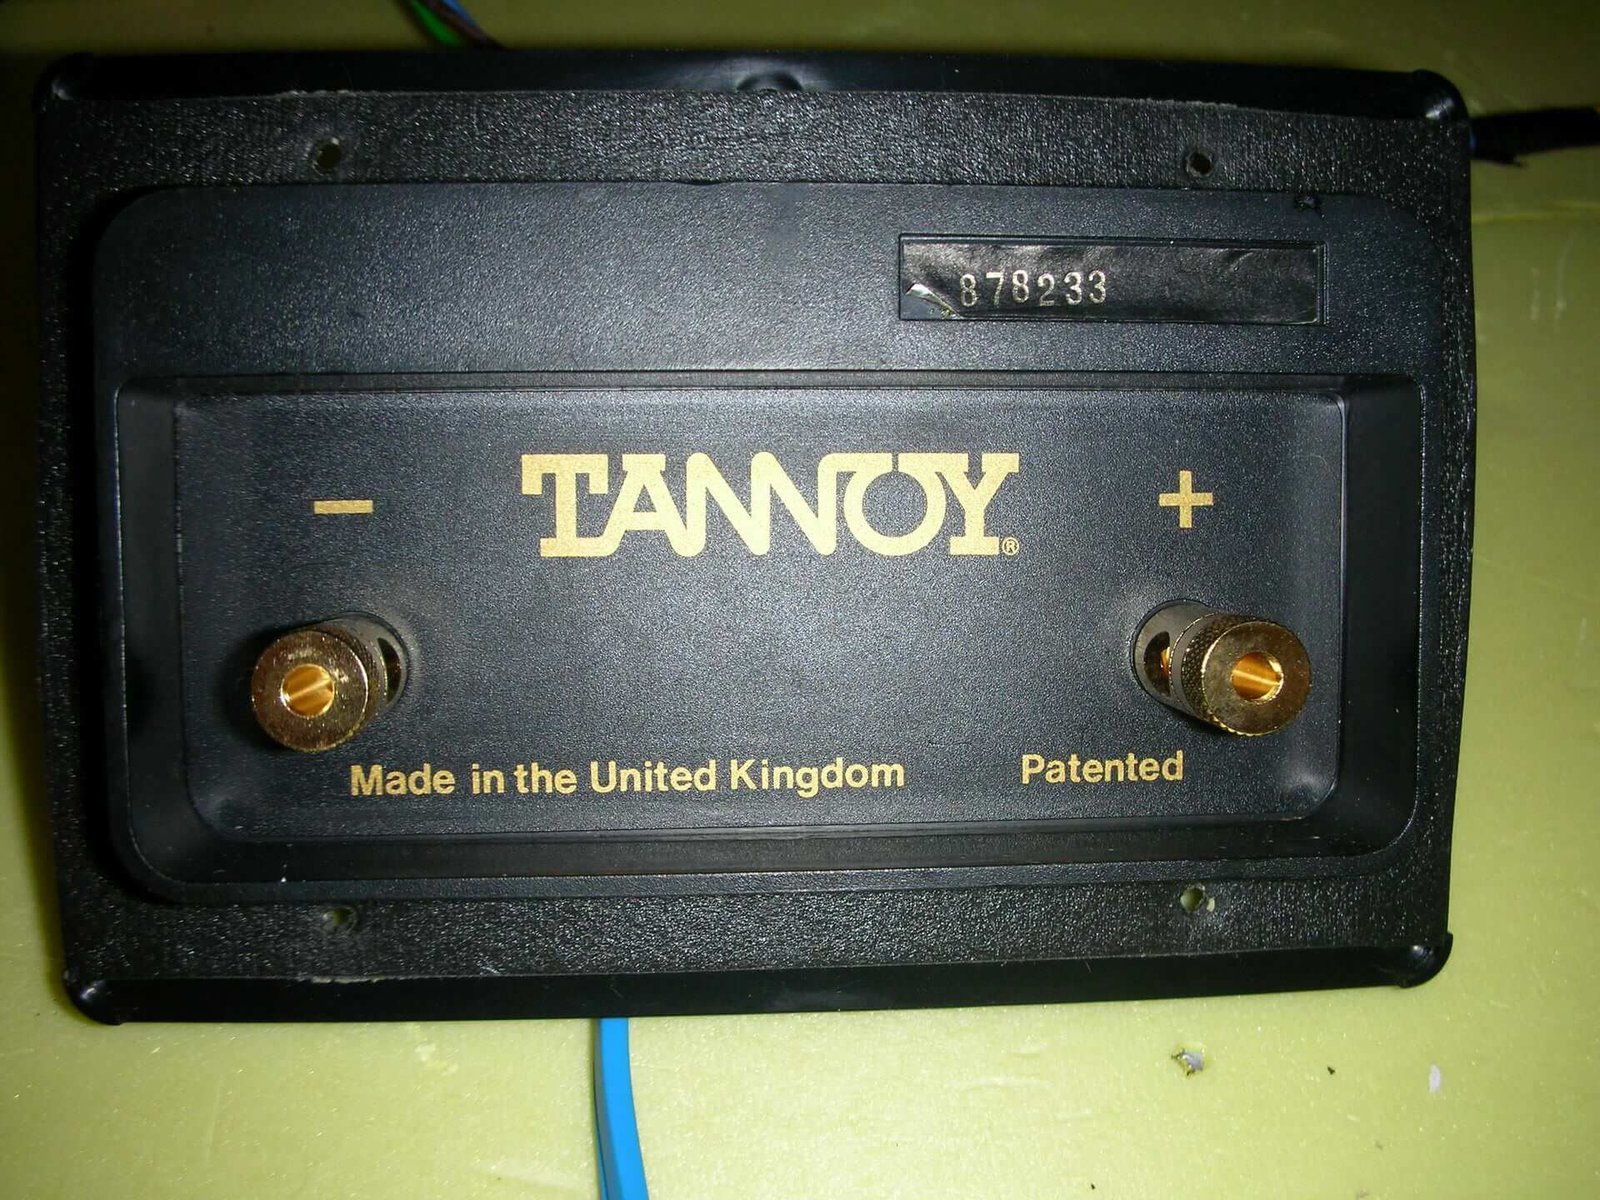 878233
− TANNOY® +
Made in the United Kingdom Patented